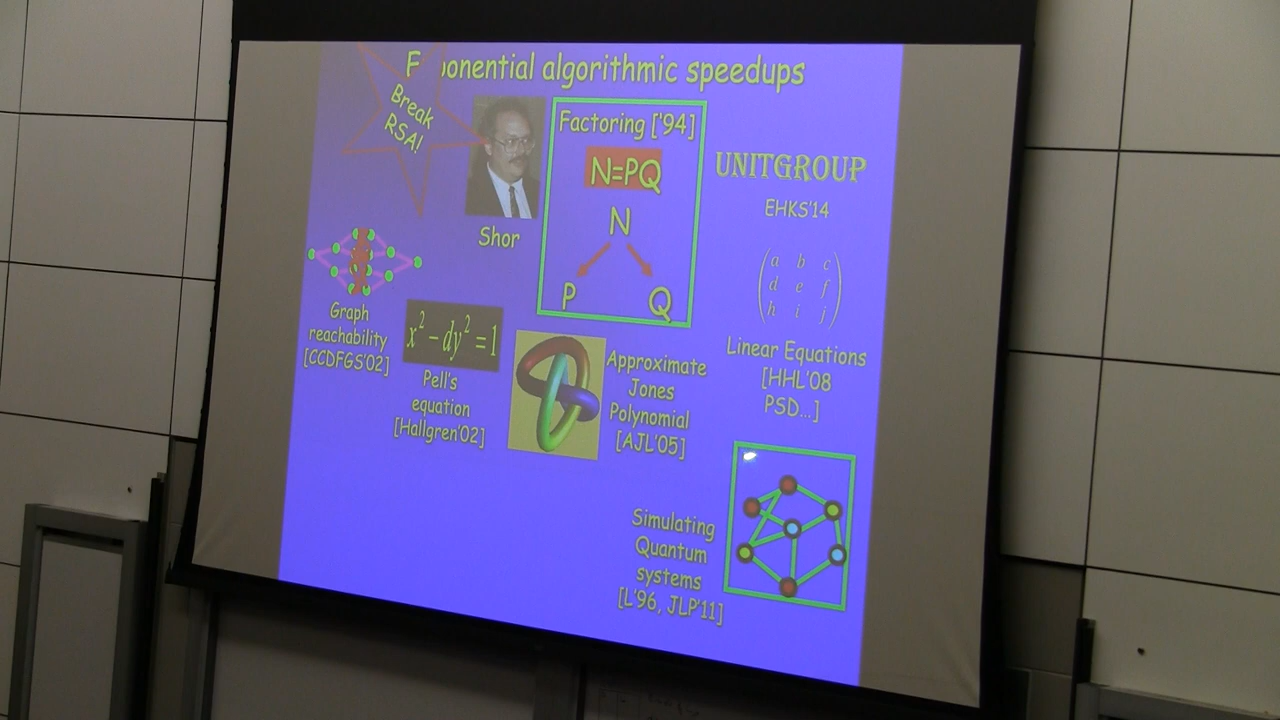 F onential algorithmic speedups
Break
RSA!
Shor
Factoring ['94]
N=PQ
N
P Q
UNITGROUP
EHKS'14
a b c
d e f
h i j
Linear Equations
[HHL'08
PSD...]
Graph
reachability
[CCDFGS'02]
x² - dy² = 1
Pell's
equation
[Hallgren'02]
Approximate
Jones
Polynomial
[AJL'05]
Simulating
Quantum
systems
[L'96, JLP'11]